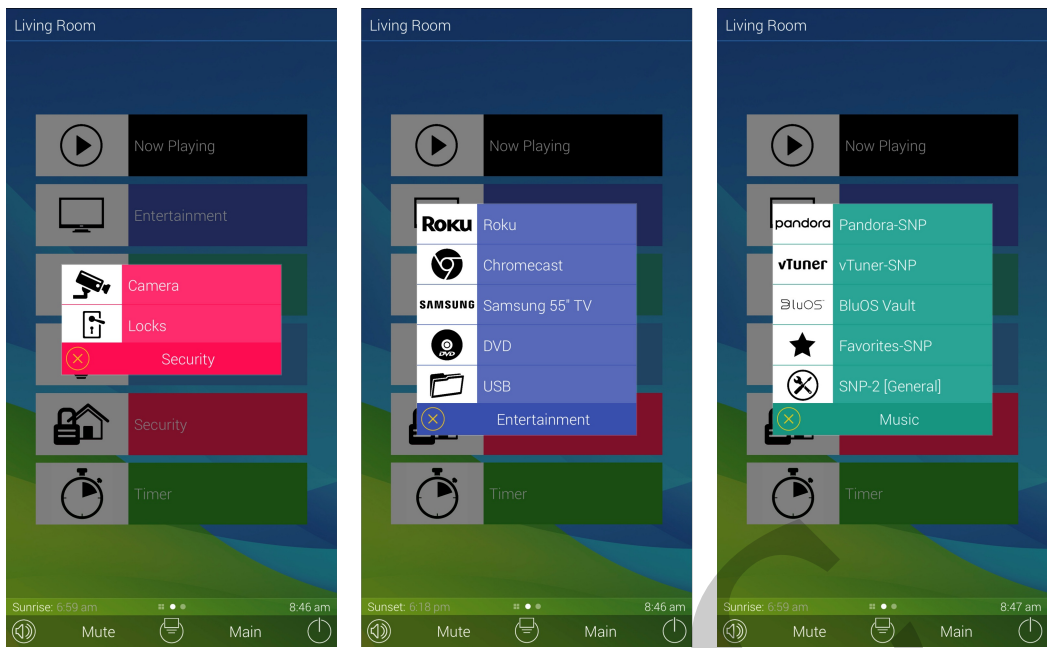 Living Room
Now Playing
Entertainment
Camera
Locks
Security
Security
Timer
Sunrise: 6:59 am 8:46 am
Mute Main
Living Room
Now Playing
ROKU Roku
Chromecast
SAMSUNG Samsung 55" TV
DVD DVD
USB
Entertainment
Timer
Sunset: 6:18 pm 8:46 am
Mute Main
Living Room
Now Playing
pandora Pandora-SNP
vTuner vTuner-SNP
BluOS BluOS Vault
Favorites-SNP
SNP-2 [General]
Music
Timer
Sunrise: 6:59 am 8:47 am
Mute Main